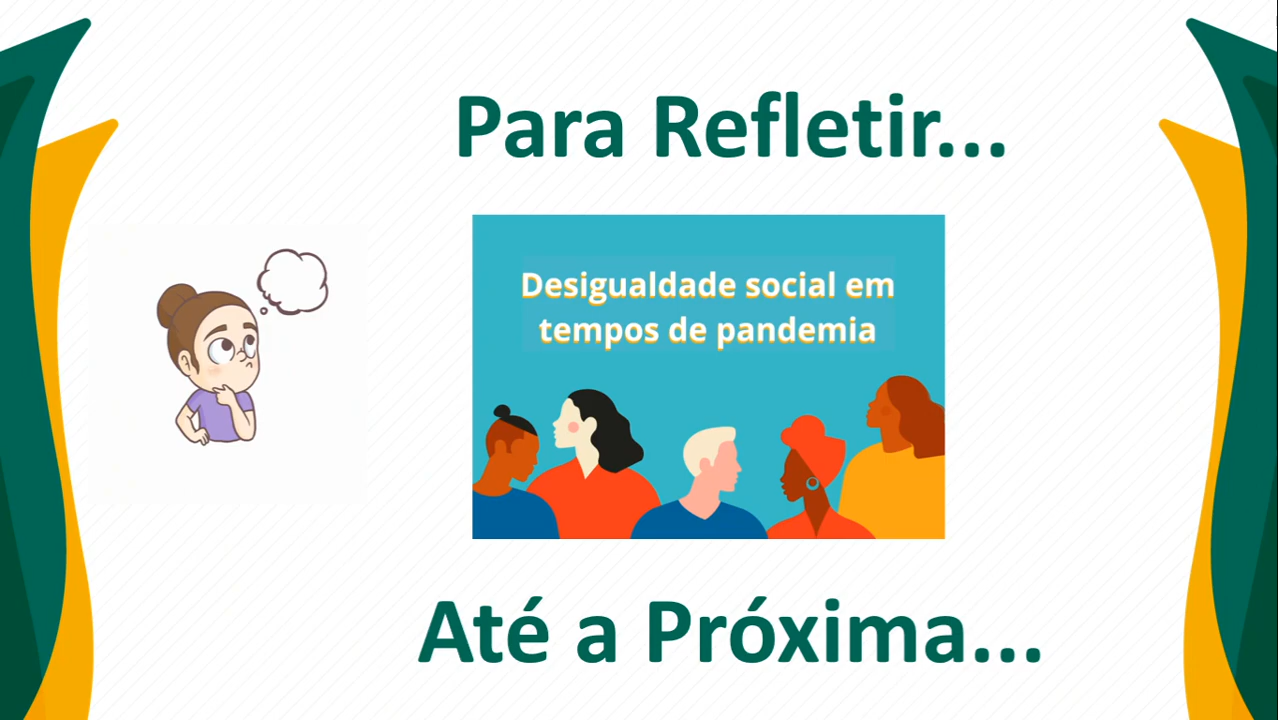 Para Refletir...
Desigualdade social em
tempos de pandemia
Até a Próxima...